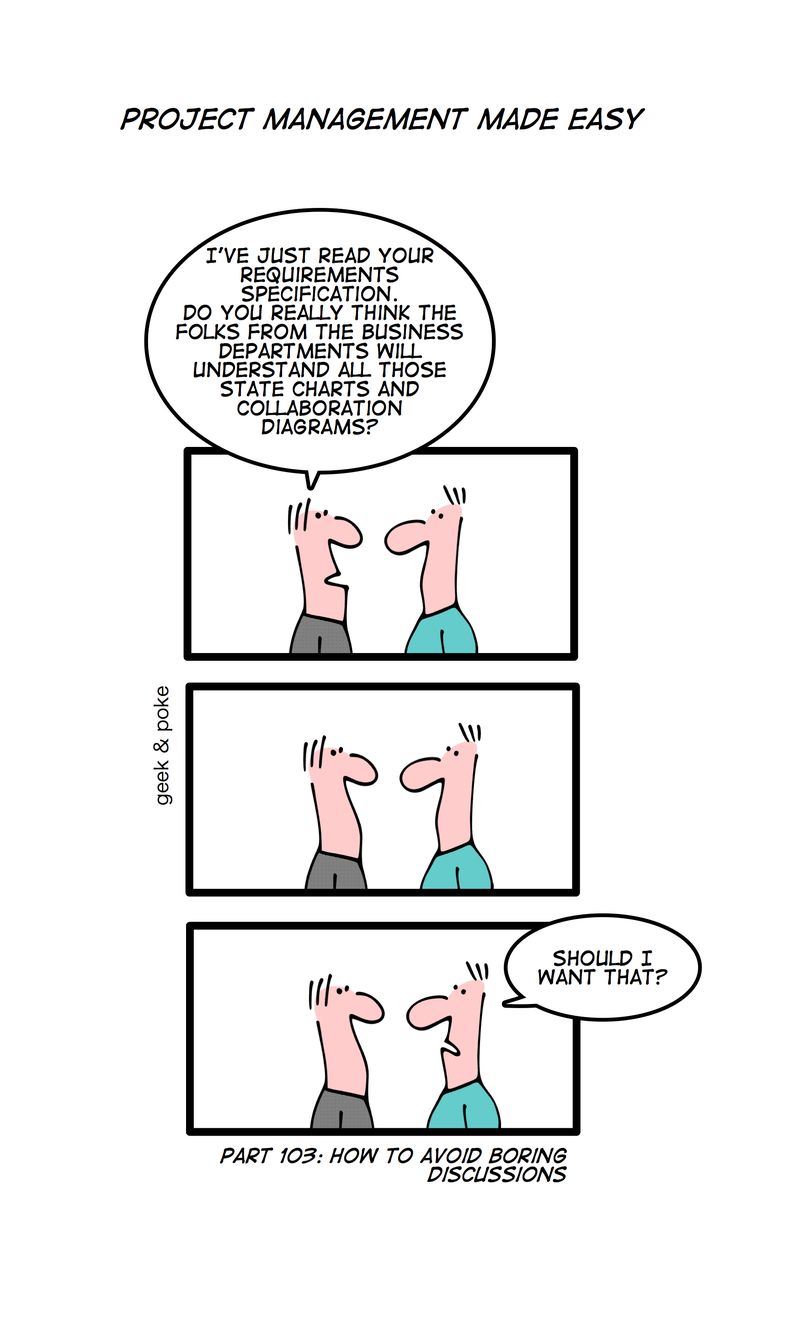 PROJECT MANAGEMENT MADE EASY
I'VE JUST READ YOUR
REQUIREMENTS
SPECIFICATION.
DO YOU REALLY THINK THE
FOLKS FROM THE BUSINESS
DEPARTMENTS WILL
UNDERSTAND ALL THOSE
STATE CHARTS AND
COLLABORATION
DIAGRAMS?
geek & poke
SHOULD I
WANT THAT?
PART 103: HOW TO AVOID BORING
DISCUSSIONS